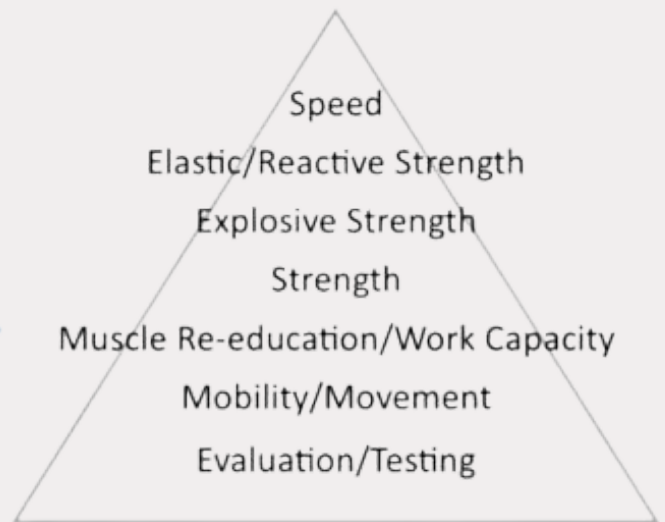 Speed
Elastic/Reactive Strength
Explosive Strength
Strength
Muscle Re-education/Work Capacity
Mobility/Movement
Evaluation/Testing